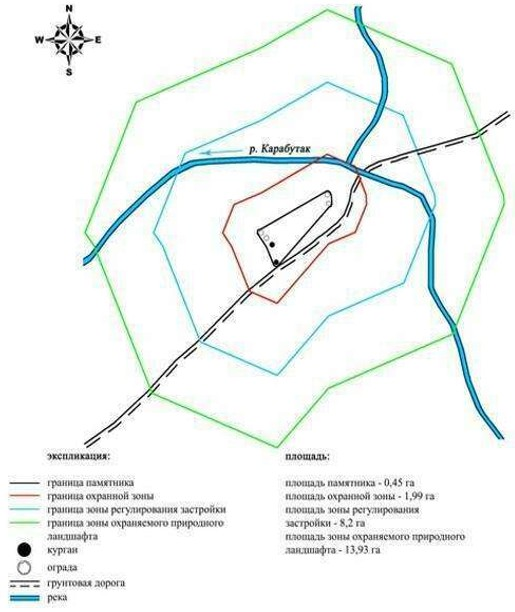 N
W E
S
р. Карабутак
экспликация:
граница памятника
граница охранной зоны
граница зоны регулирования застройки
граница зоны охраняемого природного
ландшафта
курган
ограда
грунтовая дорога
река
площадь:
площадь памятника - 0,45 га
площадь охранной зоны - 1,99 га
площадь зоны регулирования
застройки - 8,2 га
площадь зоны охраняемого природного
ландшафта - 13,93 га